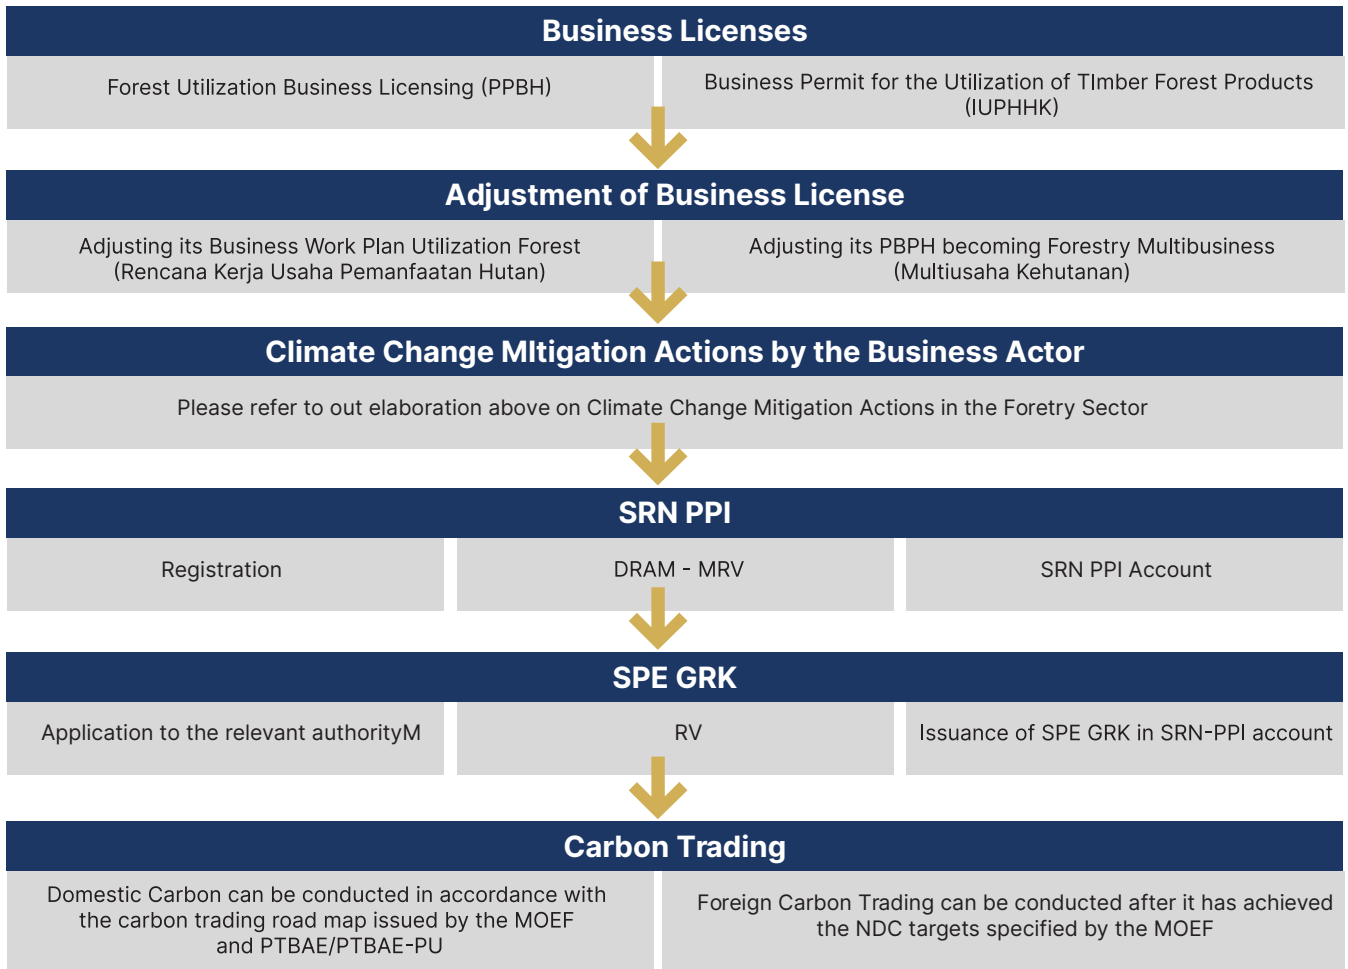 Business Licenses
Forest Utilization Business Licensing (PPBH)
Business Permit for the Utilization of TImber Forest Products
(IUPHHK)
Adjustment of Business License
Adjusting its Business Work Plan Utilization Forest
(Rencana Kerja Usaha Pemanfaatan Hutan)
Adjusting its PBPH becoming Forestry Multibusiness
(Multiusaha Kehutanan)
Climate Change MItigation Actions by the Business Actor
Please refer to out elaboration above on Climate Change Mitigation Actions in the Foretry Sector
SRN PPI
Registration
DRAM - MRV
SRN PPI Account
SPE GRK
Application to the relevant authorityM
RV
Issuance of SPE GRK in SRN-PPI account
Carbon Trading
Domestic Carbon can be conducted in accordance with
the carbon trading road map issued by the MOEF
and PTBAE/PTBAE-PU
Foreign Carbon Trading can be conducted after it has achieved
the NDC targets specified by the MOEF